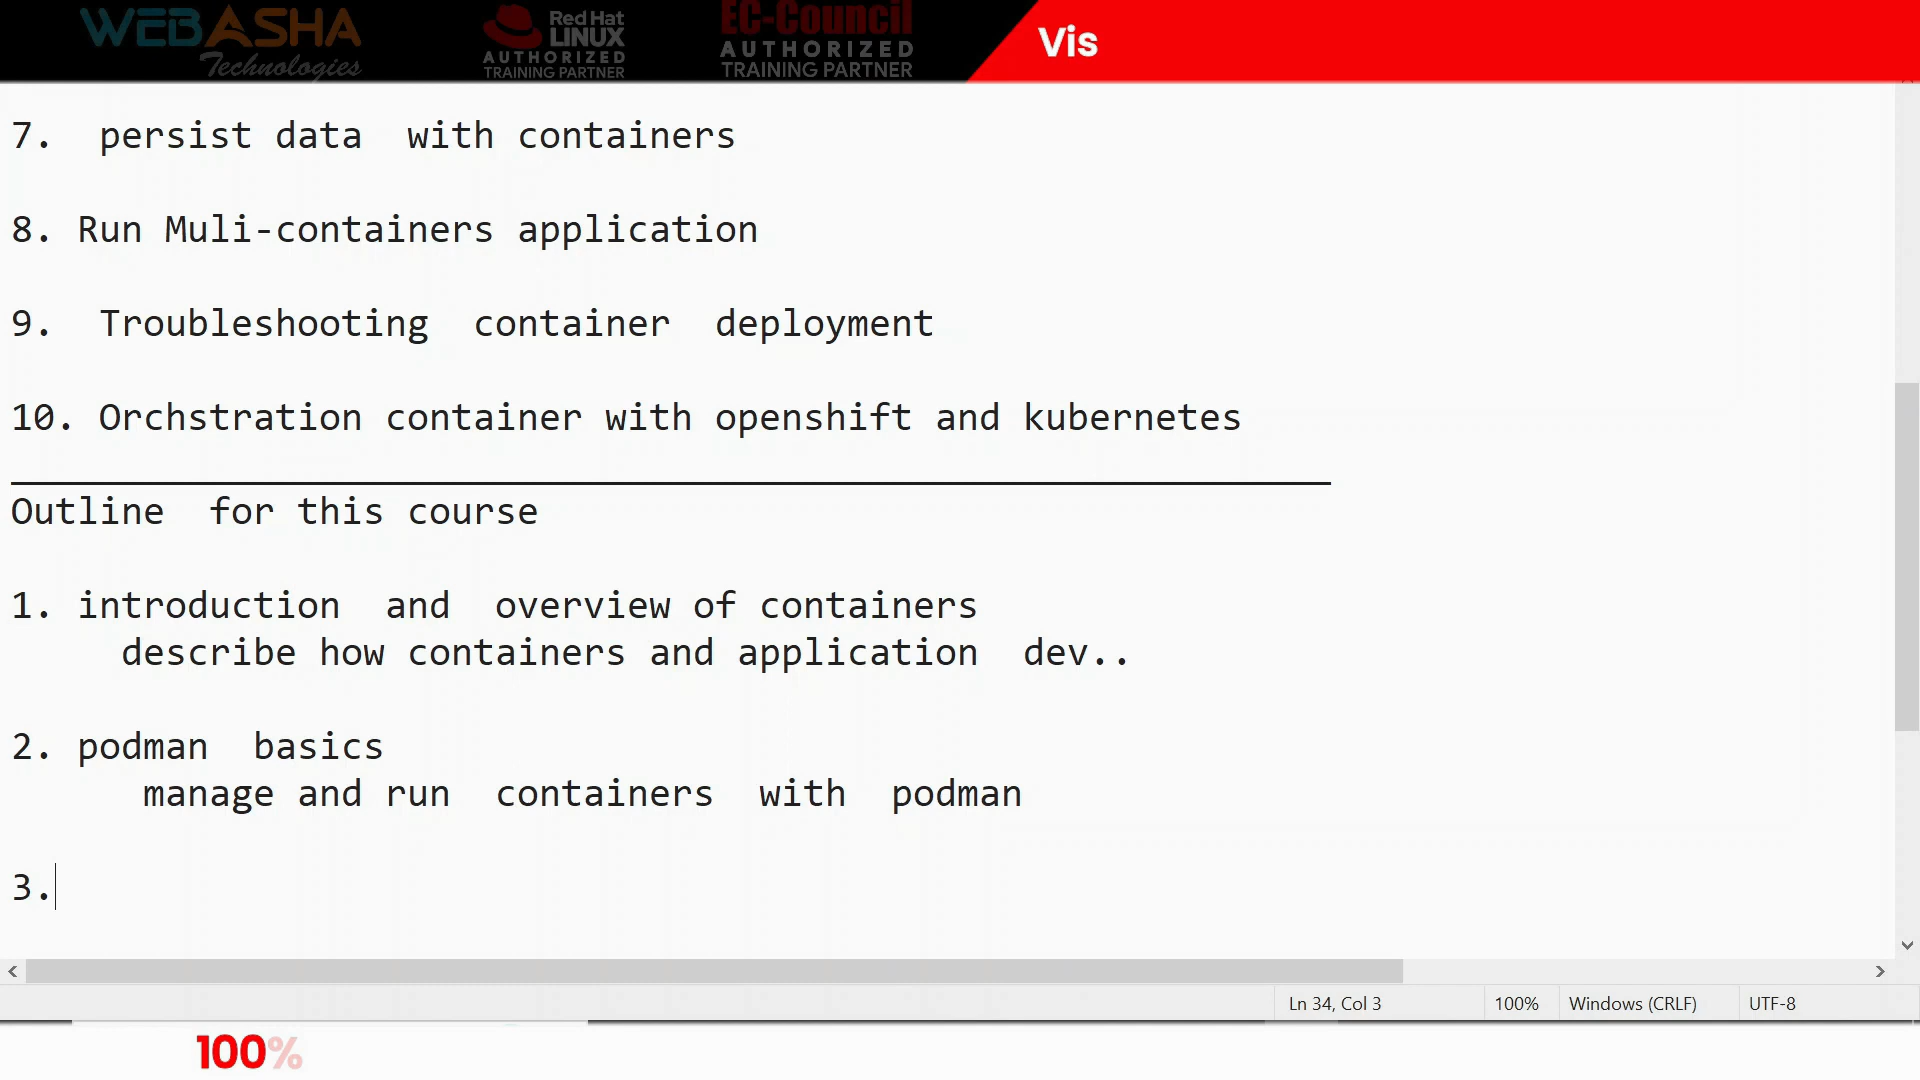 WEBASHA
Technologies
Red Hat
LINUX
AUTHORIZED
TRAINING PARTNER
EC-Council
AUTHORIZED
TRAINING PARTNER
Vis
7.  persist data  with containers
8. Run Muli-containers application
9.  Troubleshooting  container  deployment
10. Orchstration container with openshift and kubernetes
Outline  for this course
1. introduction  and  overview of containers
describe how containers and application  dev..
2. podman  basics
manage and run  containers  with  podman
3.
Ln 34, Col 3
100%
Windows (CRLF)
UTF-8
100%